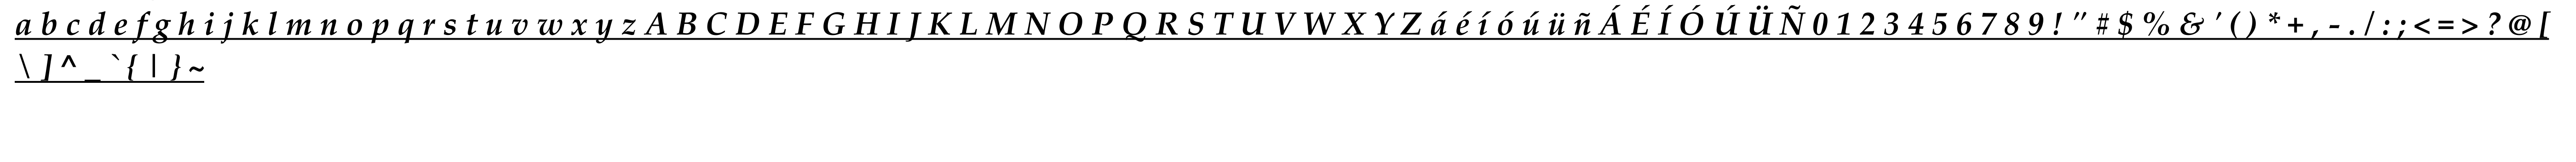 a b c d e f g h i j k l m n o p q r s t u v w x y z A B C D E F G H I J K L M N O P Q R S T U V W X Y Z á é í ó ú ü ñ Á É Í Ó Ú Ü Ñ 0 1 2 3 4 5 6 7 8 9 ! " # $ % & ' ( ) * + , - . / : ; < = > ? @ [
\ ] ^ _ ` { | } ~